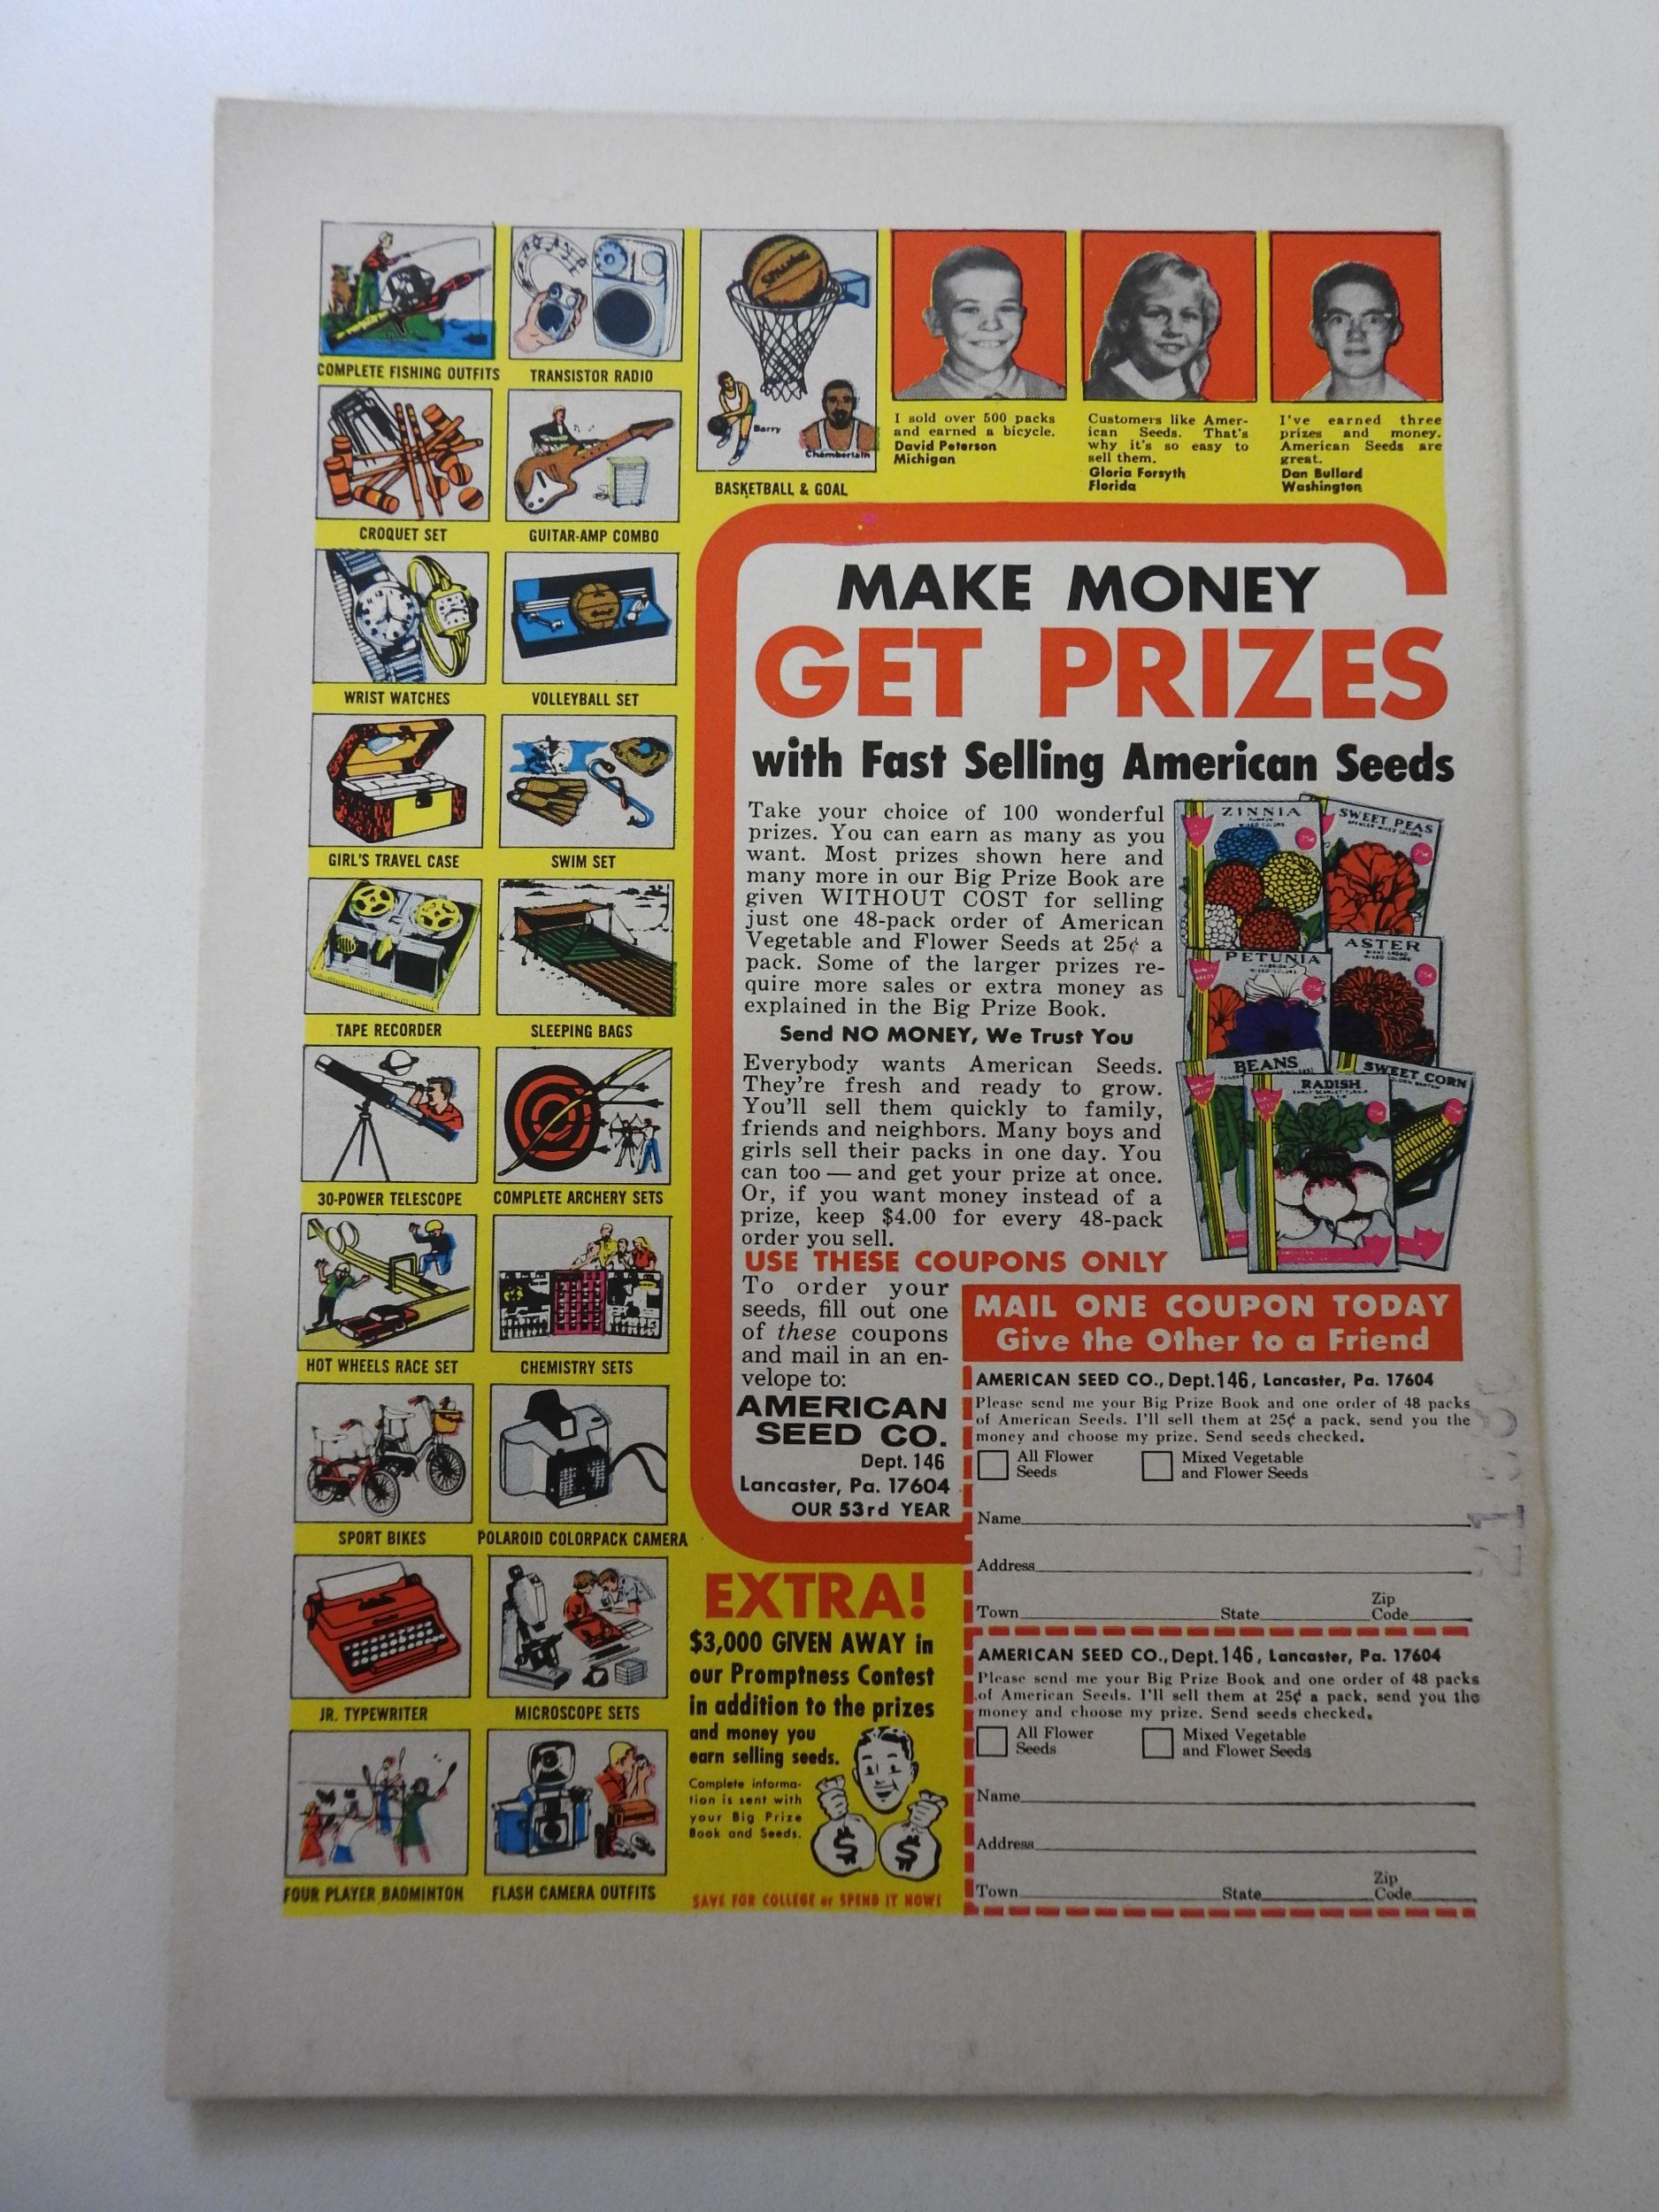 COMPLETE FISHING OUTFITS
TRANSISTOR RADIO
SPALDING
Barry
Chamberlain
BASKETBALL & GOAL
I sold over 500 packs
and earned a bicycle.
David Peterson
Michigan
Customers like Amer-
ican Seeds. That's
why it's so easy to
sell them.
Gloria Forsyth
Florida
I've earned three
prizes and money.
American Seeds are
great.
Dan Bullard
Washington
CROQUET SET
GUITAR-AMP COMBO
WRIST WATCHES
VOLLEYBALL SET
GIRL'S TRAVEL CASE
SWIM SET
TAPE RECORDER
SLEEPING BAGS
30-POWER TELESCOPE
COMPLETE ARCHERY SETS
HOT WHEELS RACE SET
CHEMISTRY SETS
SPORT BIKES
POLAROID COLORPACK CAMERA
JR. TYPEWRITER
MICROSCOPE SETS
FOUR PLAYER BADMINTON
FLASH CAMERA OUTFITS
MAKE MONEY
GET PRIZES
with Fast Selling American Seeds
Take your choice of 100 wonderful
prizes. You can earn as many as you
want. Most prizes shown here and
many more in our Big Prize Book are
given WITHOUT COST for selling
just one 48-pack order of American
Vegetable and Flower Seeds at 25¢ a
pack. Some of the larger prizes re-
quire more sales or extra money as
explained in the Big Prize Book.
Send NO MONEY, We Trust You
Everybody wants American Seeds.
They're fresh and ready to grow.
You'll sell them quickly to family,
friends and neighbors. Many boys and
girls sell their packs in one day. You
can too — and get your prize at once.
Or, if you want money instead of a
prize, keep $4.00 for every 48-pack
order you sell.
ZINNIA
MIXED COLORS
25¢
SWEET PEAS
SPENCER MIXED COLORS
25¢
PETUNIA
MIXED COLORS
25¢
ASTER
MIXED COLORS
25¢
BEANS
RADISH
25¢
SWEET CORN
25¢
USE THESE COUPONS ONLY
To order your
seeds, fill out one
of these coupons
and mail in an en-
velope to:
AMERICAN
SEED CO.
Dept. 146
Lancaster, Pa. 17604
OUR 53rd YEAR
MAIL ONE COUPON TODAY
Give the Other to a Friend
AMERICAN SEED CO., Dept. 146, Lancaster, Pa. 17604
Please send me your Big Prize Book and one order of 48 packs
of American Seeds. I'll sell them at 25¢ a pack, send you the
money and choose my prize. Send seeds checked.
All Flower
Seeds
Mixed Vegetable
and Flower Seeds
Name
Address
Town State Zip Code
AMERICAN SEED CO., Dept. 146, Lancaster, Pa. 17604
Please send me your Big Prize Book and one order of 48 packs
of American Seeds. I'll sell them at 25¢ a pack, send you the
money and choose my prize. Send seeds checked.
All Flower
Seeds
Mixed Vegetable
and Flower Seeds
Name
Address
Town State Zip Code
EXTRA!
$3,000 GIVEN AWAY in
our Promptness Contest
in addition to the prizes
and money you
earn selling seeds.
Complete informa-
tion is sent with
your Big Prize
Book and Seeds.
$ $
SAVE FOR COLLEGE or SPEND IT NOW!